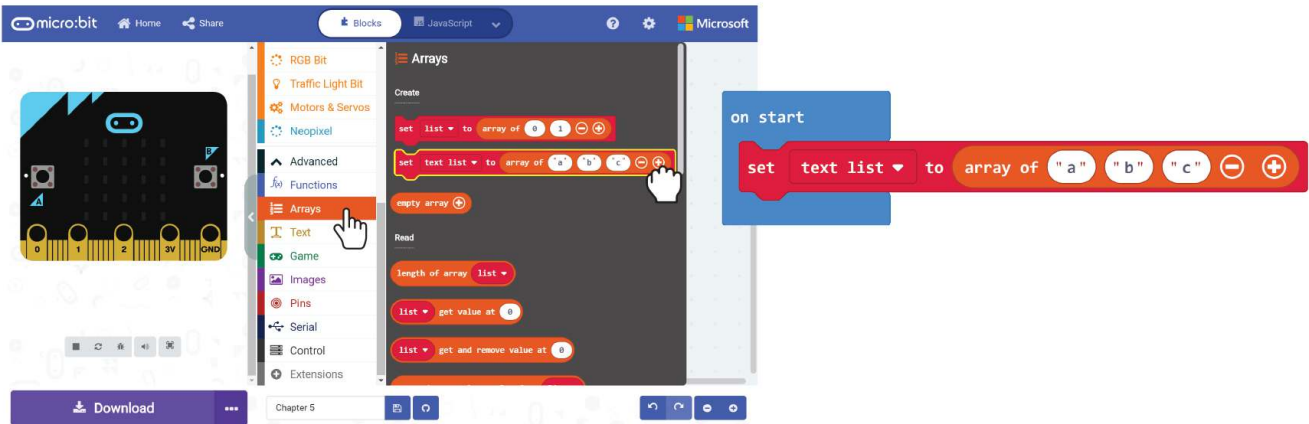 micro:bit Home Share Blocks JavaScript ? Microsoft
A
B
0 1 2 3V GND
Download •••
RGB Bit
Traffic Light Bit
Motors & Servos
Neopixel
Advanced
f(x) Functions
Arrays
T Text
Game
Images
Pins
Serial
Control
Extensions
Arrays
Create
set list to array of 0 1
set text list to array of "a" "b" "c"
empty array
Read
length of array list
list get value at 0
list get and remove value at 0
Chapter 5
on start
set text list to array of "a" "b" "c"